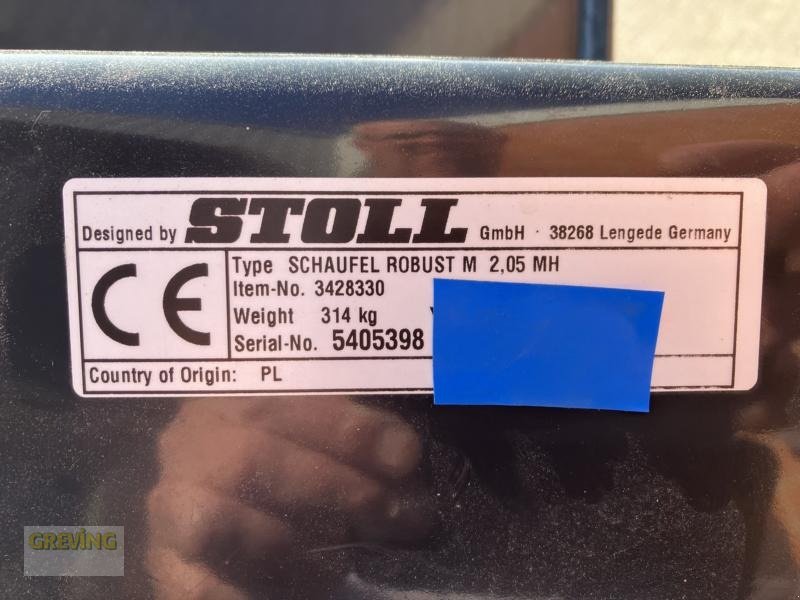 Designed by STOLL GmbH · 38268 Lengede Germany
CE
Type SCHAUFEL ROBUST M 2,05 MH
Item-No. 3428330
Weight 314 kg
Serial-No. 5405398
Country of Origin: PL
GREVING